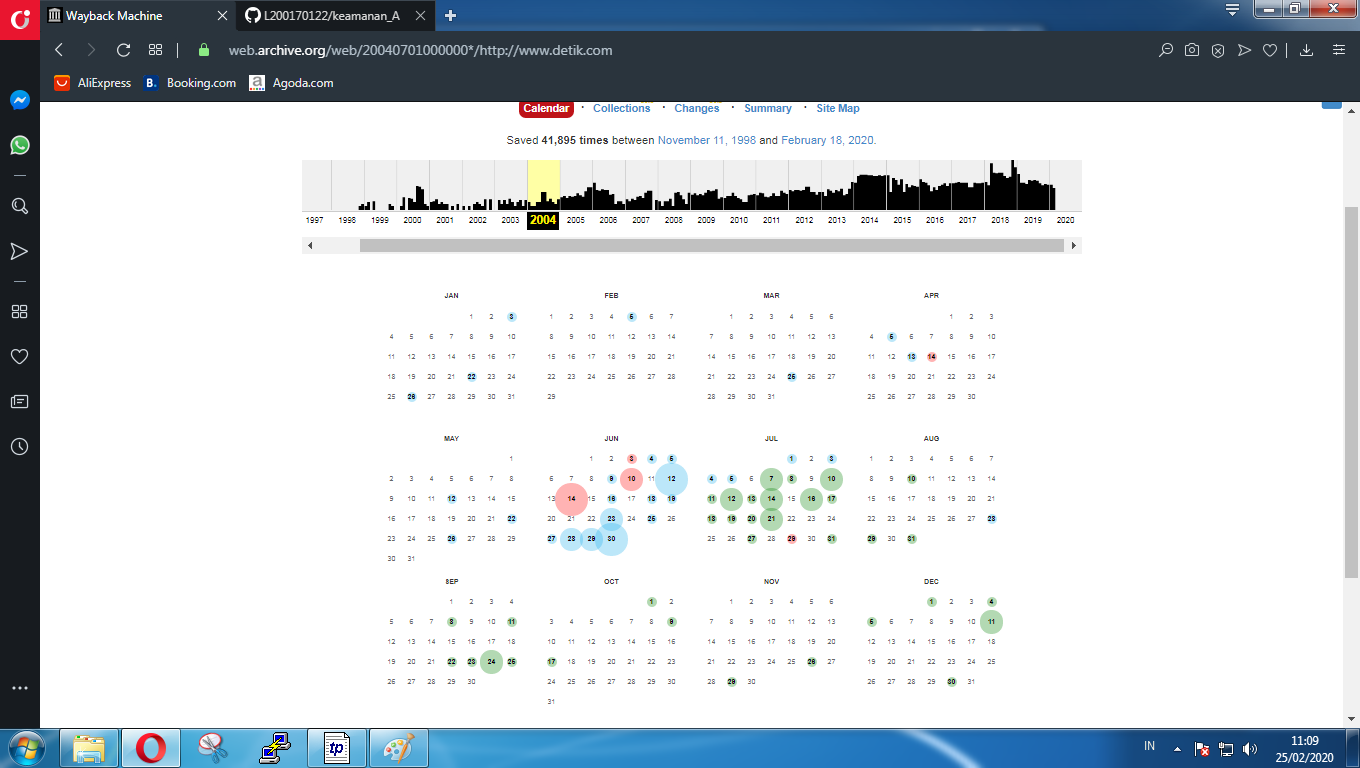 Wayback Machine
L200170122/keamanan_A
web.archive.org/web/20040701000000*/http://www.detik.com
AliExpress
B. Booking.com
a Agoda.com
Calendar · Collections · Changes · Summary · Site Map
Saved 41,895 times between November 11, 1998 and February 18, 2020.
1997 1998 1999 2000 2001 2002 2003 2004 2005 2006 2007 2008 2009 2010 2011 2012 2013 2014 2015 2016 2017 2018 2019 2020
JAN FEB MAR APR
1 2 3 1 2 3 4 5 6 7 1 2 3 4 5 6 1 2 3
4 5 6 7 8 9 10 8 9 10 11 12 13 14 7 8 9 10 11 12 13 4 5 6 7 8 9 10
11 12 13 14 15 16 17 15 16 17 18 19 20 21 14 15 16 17 18 19 20 11 12 13 14 15 16 17
18 19 20 21 22 23 24 22 23 24 25 26 27 28 21 22 23 24 25 26 27 18 19 20 21 22 23 24
25 26 27 28 29 30 31 29 28 29 30 31 25 26 27 28 29 30
MAY JUN JUL AUG
1 1 2 3 4 5 1 2 3 1 2 3 4 5 6 7
2 3 4 5 6 7 8 6 7 8 9 10 11 12 4 5 6 7 8 9 10 8 9 10 11 12 13 14
9 10 11 12 13 14 15 13 14 15 16 17 18 19 11 12 13 14 15 16 17 15 16 17 18 19 20 21
16 17 18 19 20 21 22 20 21 22 23 24 25 26 18 19 20 21 22 23 24 22 23 24 25 26 27 28
23 24 25 26 27 28 29 27 28 29 30 25 26 27 28 29 30 31 29 30 31
30 31
SEP OCT NOV DEC
1 2 3 4 1 2 1 2 3 4 5 6 1 2 3 4
5 6 7 8 9 10 11 3 4 5 6 7 8 9 7 8 9 10 11 12 13 5 6 7 8 9 10 11
12 13 14 15 16 17 18 10 11 12 13 14 15 16 14 15 16 17 18 19 20 12 13 14 15 16 17 18
19 20 21 22 23 24 25 17 18 19 20 21 22 23 21 22 23 24 25 26 27 19 20 21 22 23 24 25
26 27 28 29 30 24 25 26 27 28 29 30 28 29 30 26 27 28 29 30 31
31
tp
IN
11:09
25/02/2020